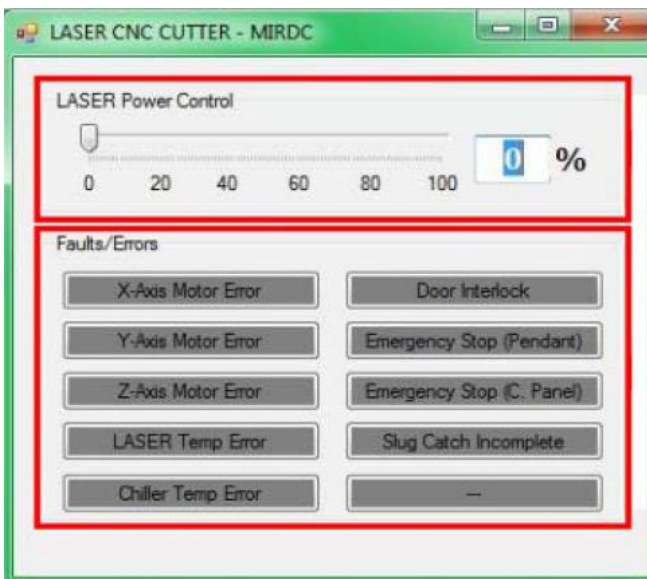 LASER CNC CUTTER - MIRDC
LASER Power Control
0 %
0 20 40 60 80 100
Faults/Errors
X-Axis Motor Error Door Interlock
Y-Axis Motor Error Emergency Stop (Pendant)
Z-Axis Motor Error Emergency Stop (C. Panel)
LASER Temp Error Slug Catch Incomplete
Chiller Temp Error ---